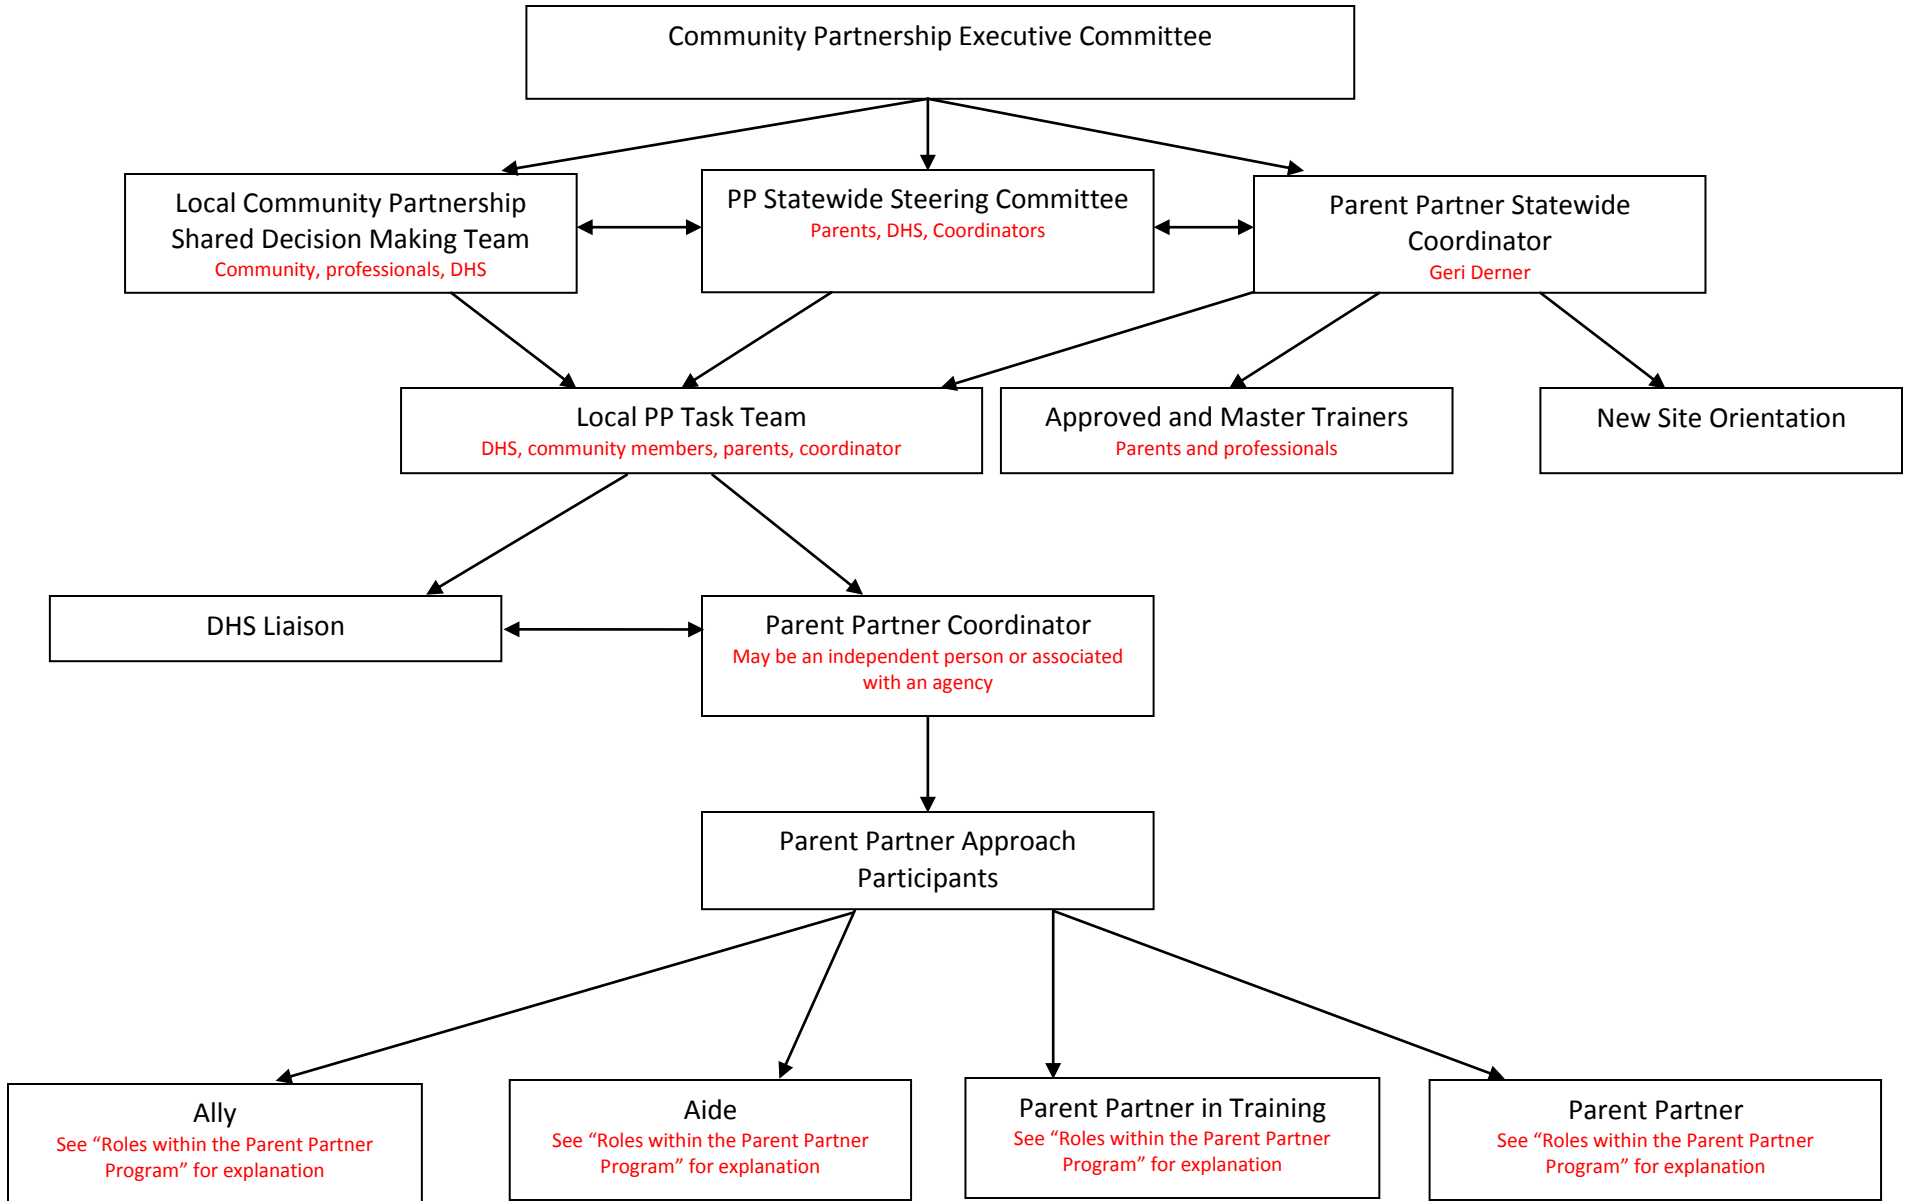 Community Partnership Executive Committee
Local Community Partnership
Shared Decision Making Team
Community, professionals, DHS
PP Statewide Steering Committee
Parents, DHS, Coordinators
Parent Partner Statewide
Coordinator
Geri Derner
Local PP Task Team
DHS, community members, parents, coordinator
Approved and Master Trainers
Parents and professionals
New Site Orientation
DHS Liaison
Parent Partner Coordinator
May be an independent person or associated
with an agency
Parent Partner Approach
Participants
Ally
See “Roles within the Parent Partner
Program” for explanation
Aide
See “Roles within the Parent Partner
Program” for explanation
Parent Partner in Training
See “Roles within the Parent Partner
Program” for explanation
Parent Partner
See “Roles within the Parent Partner
Program” for explanation